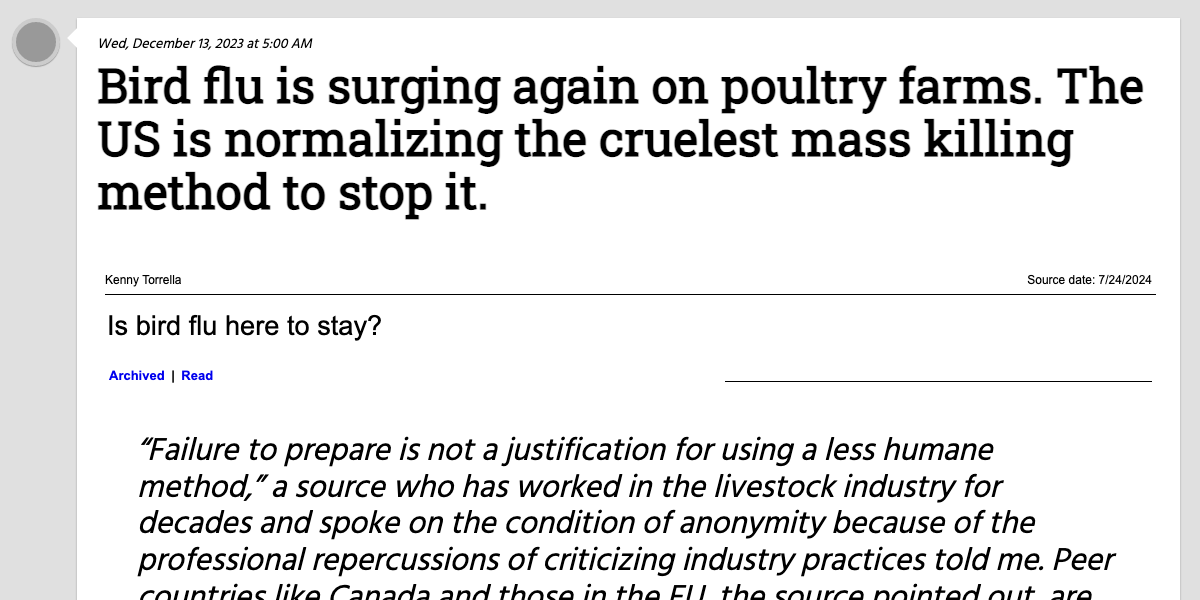 Wed, December 13, 2023 at 5:00 AM
Bird flu is surging again on poultry farms. The
US is normalizing the cruelest mass killing
method to stop it.
Kenny Torrella
Source date: 7/24/2024
Is bird flu here to stay?
Archived | Read
“Failure to prepare is not a justification for using a less humane
method,” a source who has worked in the livestock industry for
decades and spoke on the condition of anonymity because of the
professional repercussions of criticizing industry practices told me. Peer
countries like Canada and those in the EU, the source pointed out, are